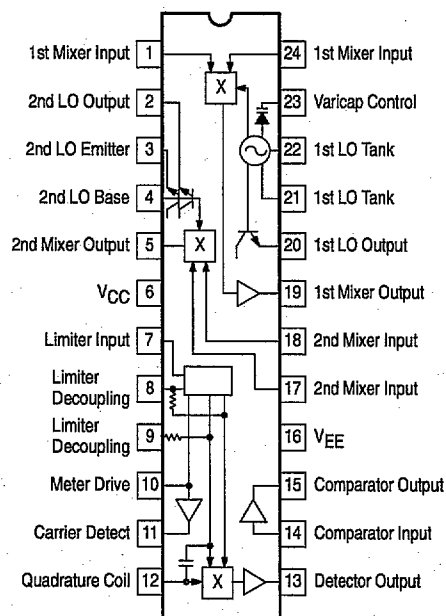 1st Mixer Input 1
24 1st Mixer Input
X
2nd LO Output 2
23 Varicap Control
2nd LO Emitter 3
22 1st LO Tank
2nd LO Base 4
21 1st LO Tank
2nd Mixer Output 5
X
20 1st LO Output
VCC 6
19 1st Mixer Output
Limiter Input 7
18 2nd Mixer Input
Limiter
Decoupling 8
17 2nd Mixer Input
Limiter
Decoupling 9
16 VEE
Meter Drive 10
15 Comparator Output
Carrier Detect 11
14 Comparator Input
Quadrature Coil 12
X
13 Detector Output